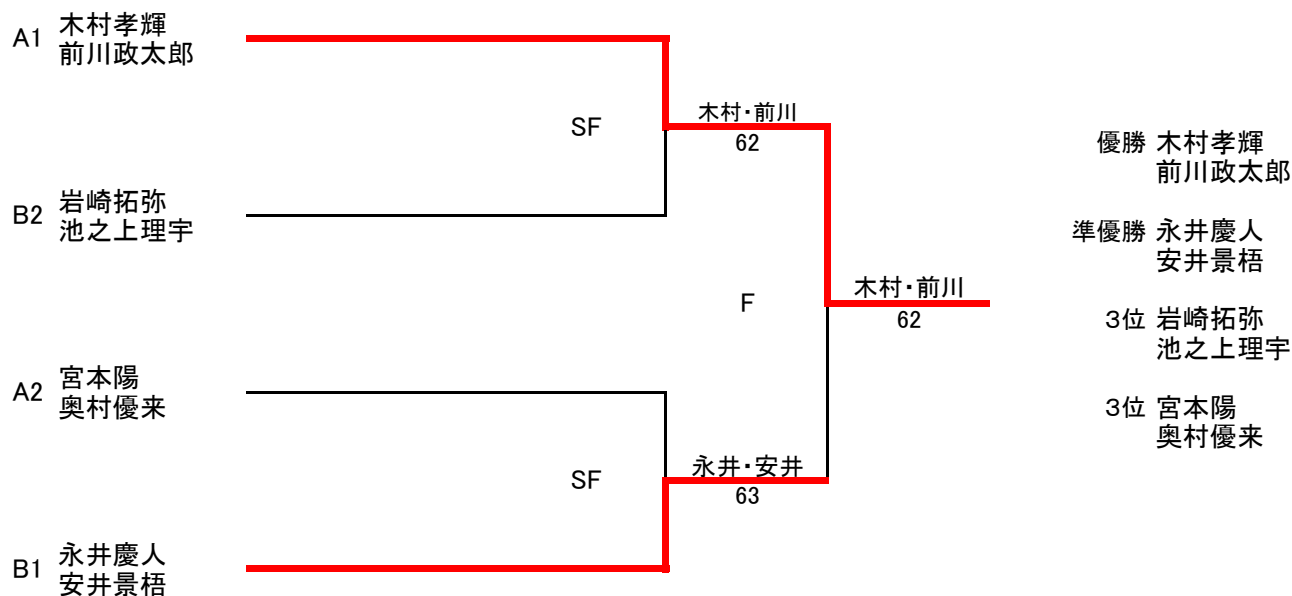 A1 木村孝輝
前川政太郎
SF
木村・前川
62
B2 岩崎拓弥
池之上理宇
F
木村・前川
62
A2 宮本陽
奥村優来
SF
永井・安井
63
B1 永井慶人
安井景梧
優勝 木村孝輝
前川政太郎
準優勝 永井慶人
安井景梧
3位 岩崎拓弥
池之上理宇
3位 宮本陽
奥村優来